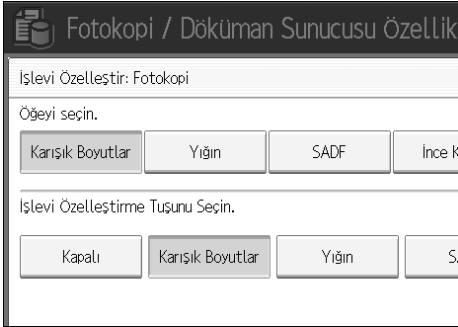 Fotokopi / Döküman Sunucusu Özellik
İşlevi Özelleştir: Fotokopi
Öğeyi seçin.
Karışık Boyutlar Yığın SADF İnce K
İşlevi Özelleştirme Tuşunu Seçin.
Kapalı Karışık Boyutlar Yığın S